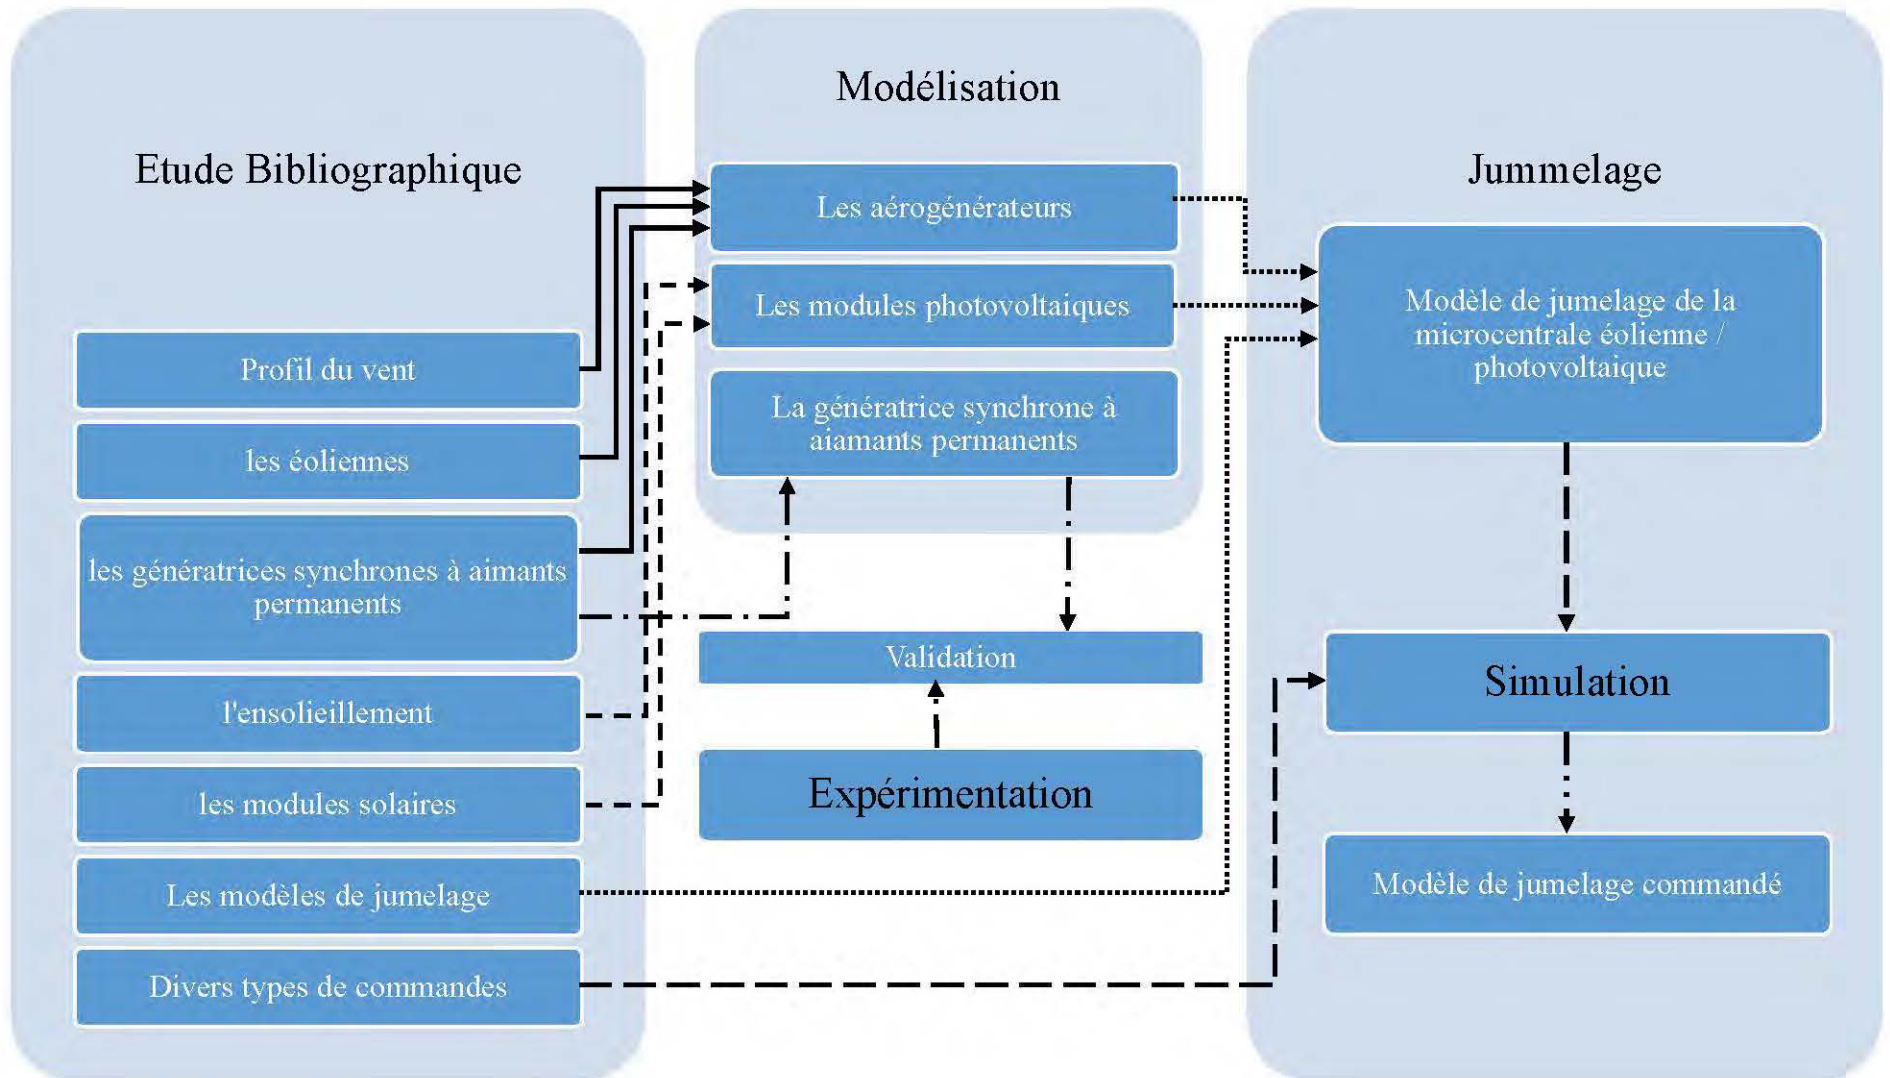 Etude Bibliographique
Profil du vent
les éoliennes
les génératrices synchrones à aimants
permanents
l'ensolieillement
les modules solaires
Les modèles de jumelage
Divers types de commandes
Modélisation
Les aérogénérateurs
Les modules photovoltaiques
La génératrice synchrone à
aiamants permanents
Validation
Expérimentation
Jummelage
Modèle de jumelage de la
microcentrale éolienne /
photovoltaique
Simulation
Modèle de jumelage commandé